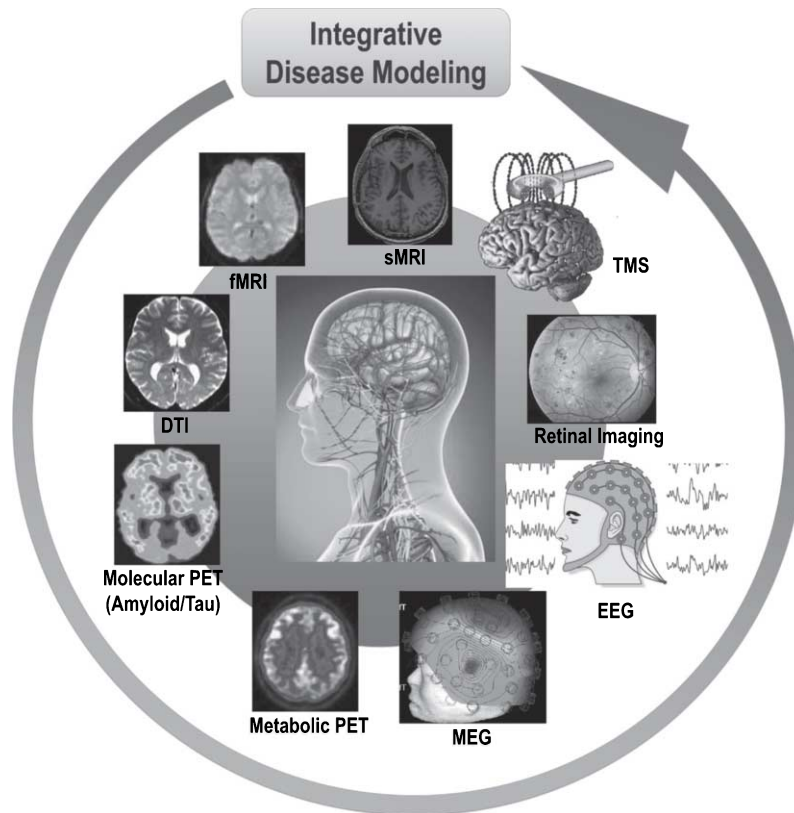 Integrative
Disease Modeling
sMRI
fMRI
TMS
DTI
Retinal Imaging
Molecular PET
(Amyloid/Tau)
EEG
Metabolic PET
MEG